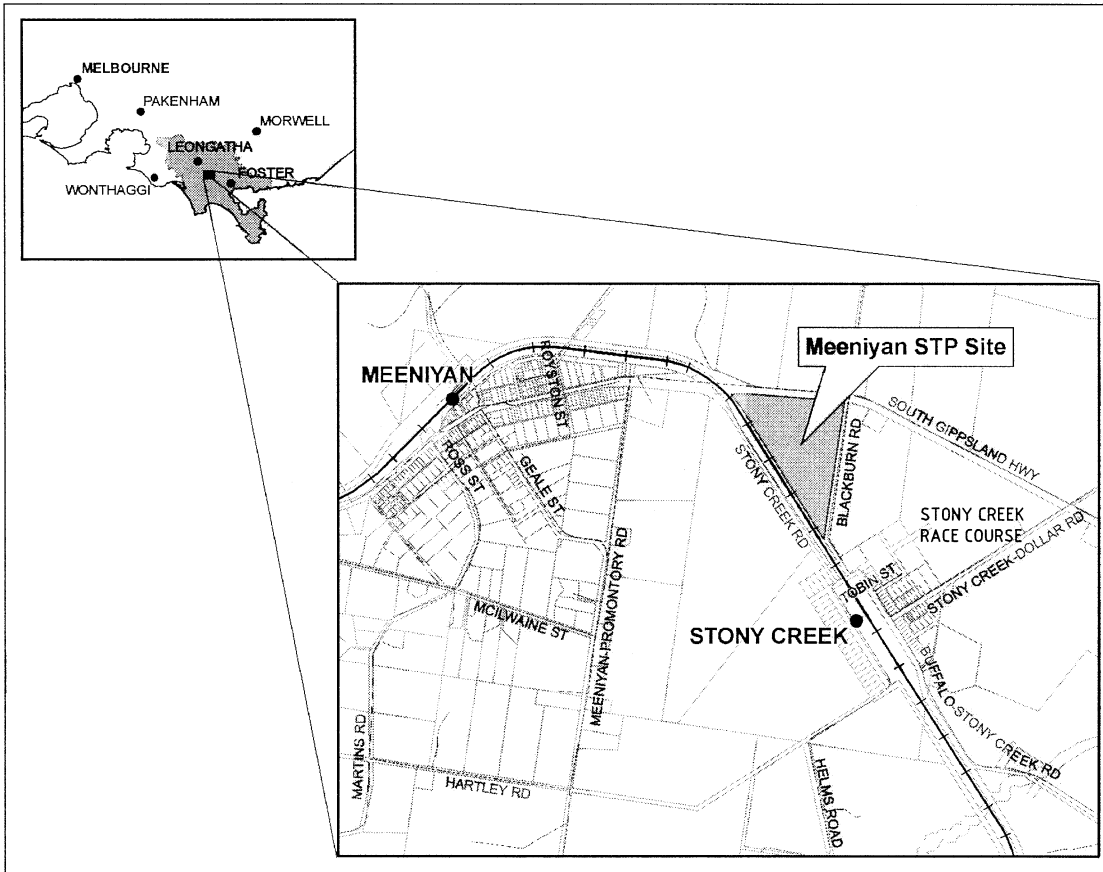 MELBOURNE
PAKENHAM
MORWELL
LEONGATHA
FOSTER
WONTHAGGI
Meeniyan STP Site
MEENIYAN
ROYSTON ST
SOUTH GIPPSLAND HWY
ROSS ST
GEALE ST
STONY CREEK RD
BLACKBURN RD
STONY CREEK
RACE COURSE
STONY CREEK-DOLLAR RD
TOBIN ST
MCILWAINE ST
MEENIYAN-PROMONTORY RD
STONY CREEK
BUFFALO-STONY CREEK RD
MARTINS RD
HARTLEY RD
HELMS ROAD